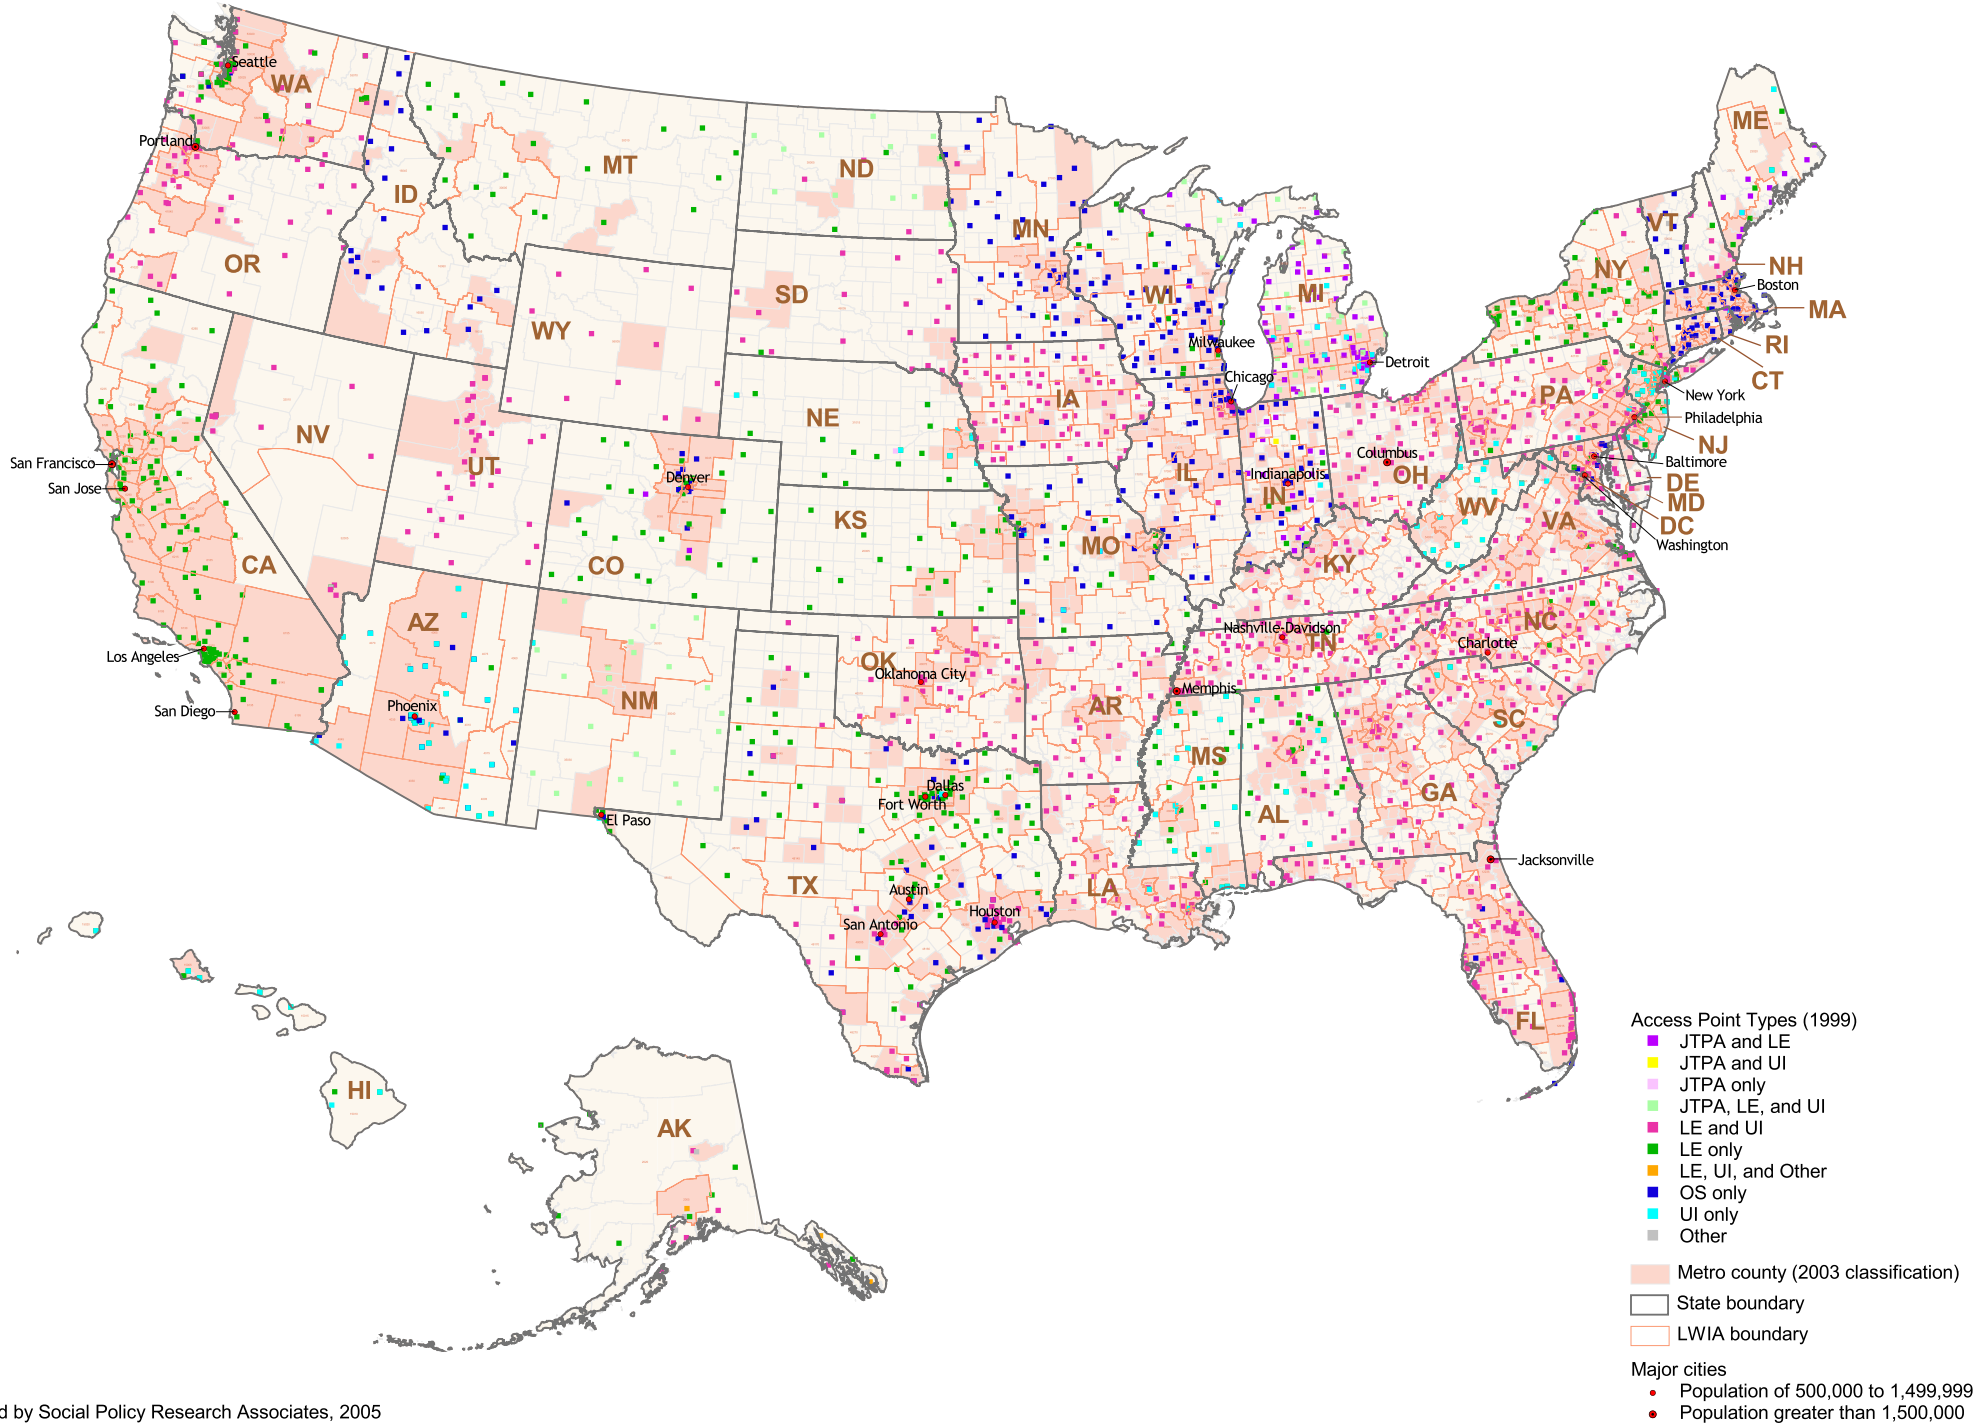 Seattle
WA
Portland
MT
ND
ID
MN
OR
SD
WI
MI
WY
ME
VT
NY
NH
Boston
MA
RI
CT
Milwaukee
Detroit
Chicago
IA
PA
New York
Philadelphia
NJ
NE
NV
UT
Denver
San Francisco
San Jose
Columbus
OH
Indianapolis
IN
IL
Baltimore
DE
MD
DC
Washington
WV
VA
KS
CO
MO
KY
CA
AZ
NC
Nashville-Davidson
TN
Charlotte
Los Angeles
OK
Oklahoma City
NM
Memphis
AR
SC
San Diego
Phoenix
MS
Dallas
Fort Worth
GA
AL
El Paso
Jacksonville
TX
Austin
LA
Houston
San Antonio
FL
HI
AK
Access Point Types (1999)
JTPA and LE
JTPA and UI
JTPA only
JTPA, LE, and UI
LE and UI
LE only
LE, UI, and Other
OS only
UI only
Other
Metro county (2003 classification)
State boundary
LWIA boundary
Major cities
Population of 500,000 to 1,499,999
Population greater than 1,500,000
d by Social Policy Research Associates, 2005